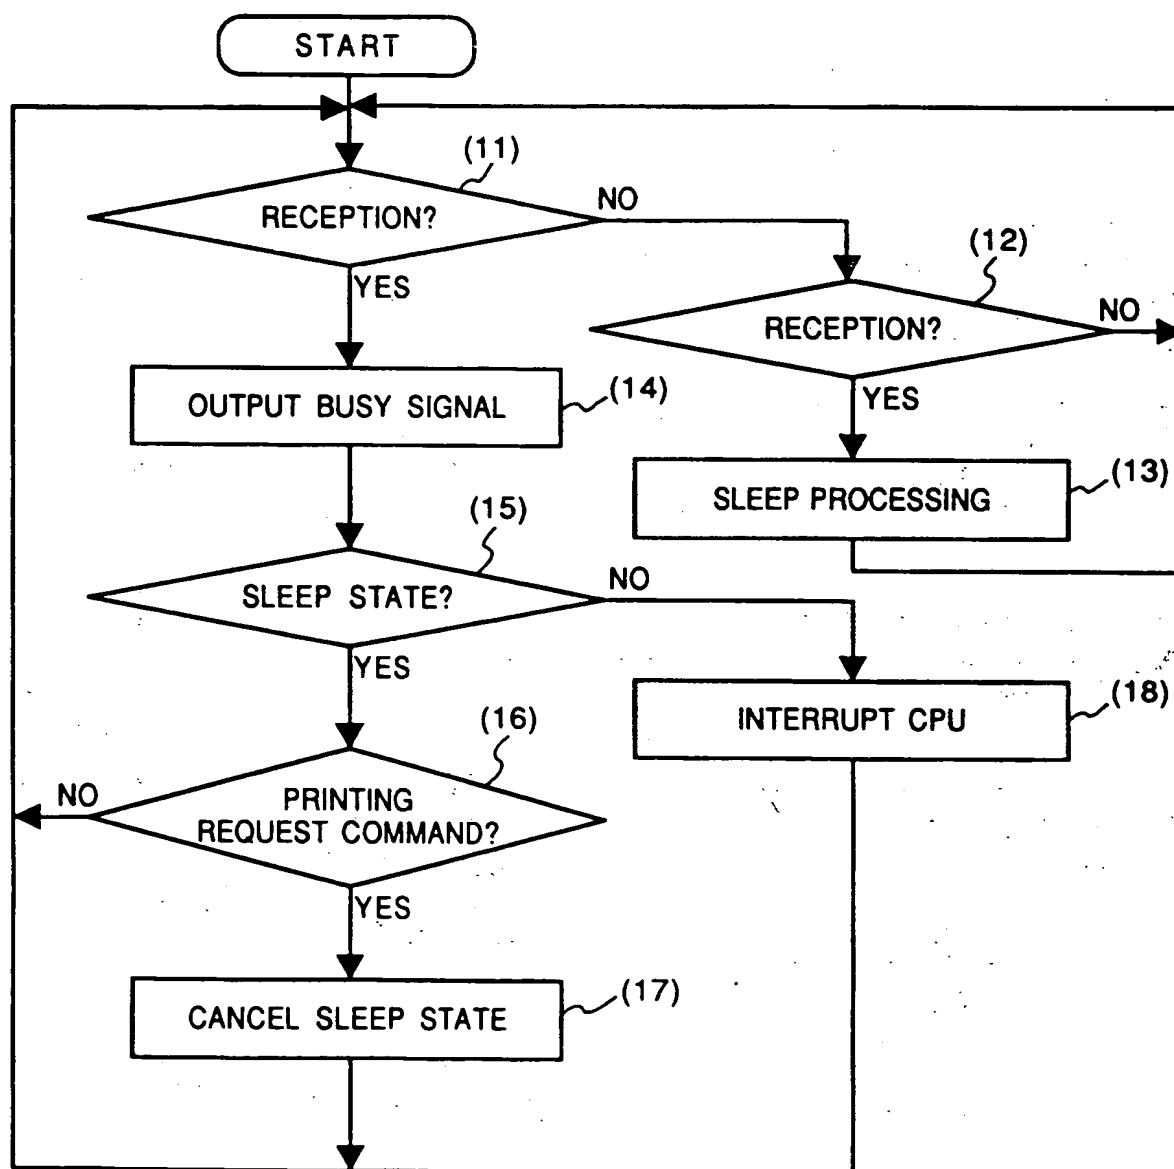 START
(11)
RECEPTION?
NO
YES
(12)
RECEPTION?
NO
YES
OUTPUT BUSY SIGNAL
(14)
SLEEP PROCESSING
(13)
(15)
SLEEP STATE?
NO
YES
INTERRUPT CPU
(18)
(16)
PRINTING
REQUEST COMMAND?
NO
YES
CANCEL SLEEP STATE
(17)